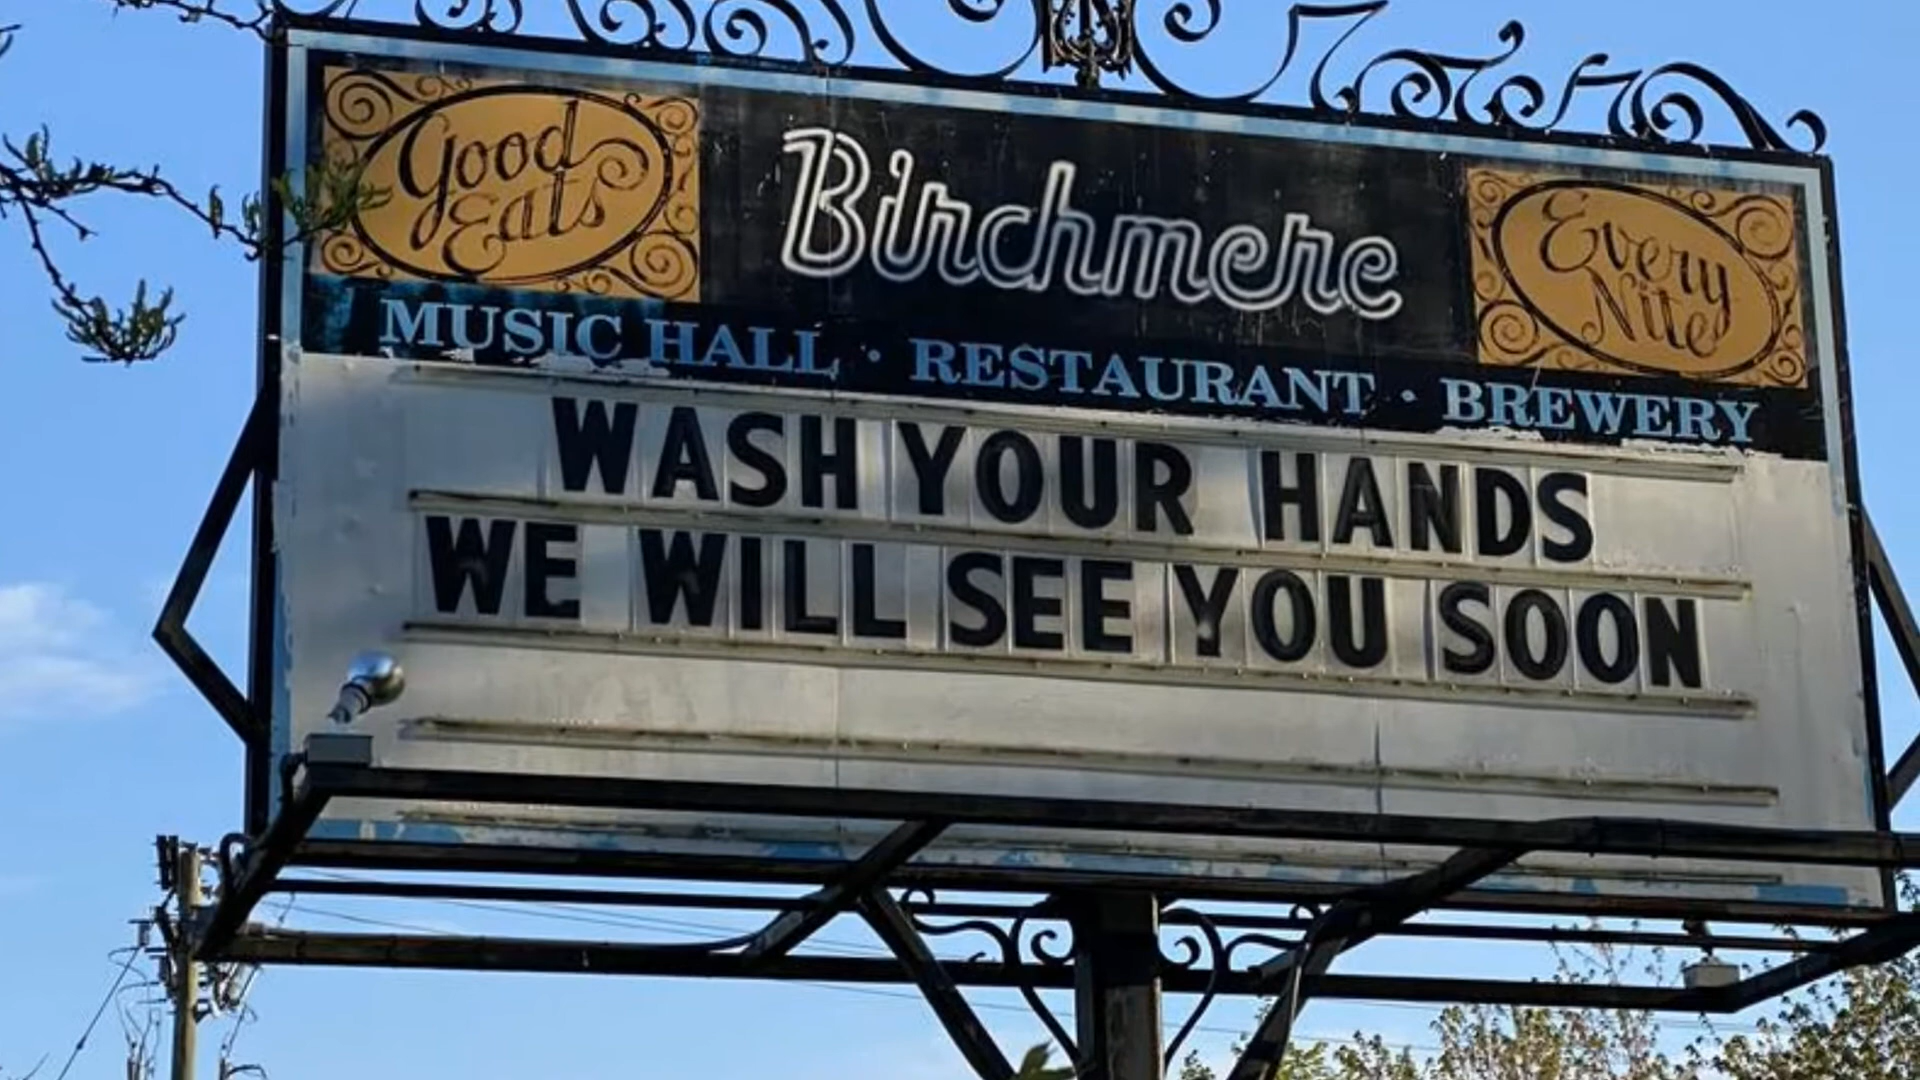 Good Eats
Birchmere
Every Nite
MUSIC HALL · RESTAURANT · BREWERY
WASH YOUR HANDS
WE WILL SEE YOU SOON